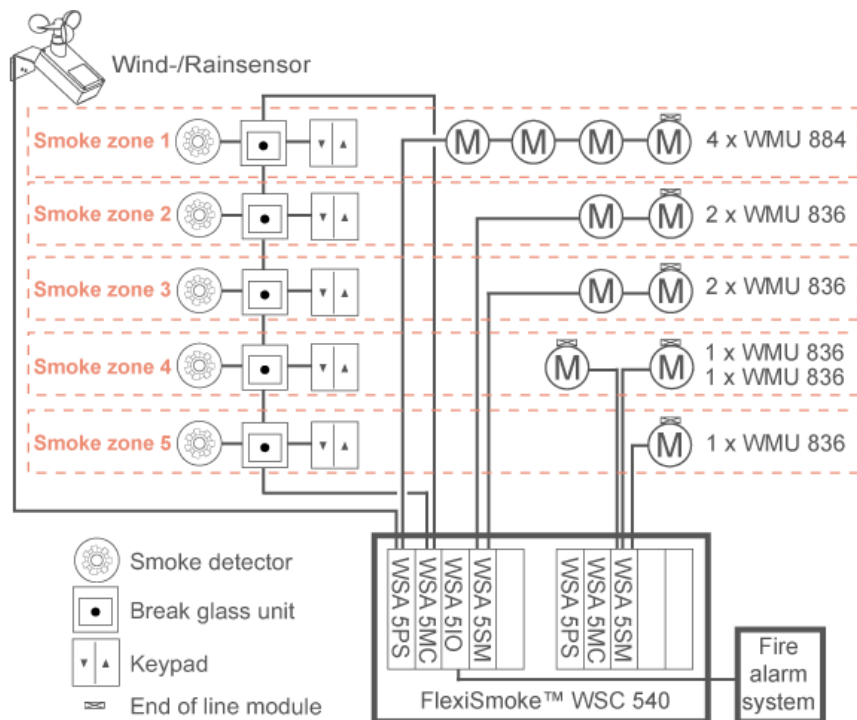 Wind-/Rainsensor
Smoke zone 1
M M M M
4 x WMU 884
Smoke zone 2
M M
2 x WMU 836
Smoke zone 3
M M
2 x WMU 836
Smoke zone 4
M M
1 x WMU 836
1 x WMU 836
Smoke zone 5
M
1 x WMU 836
Smoke detector
Break glass unit
Keypad
End of line module
WSA 5PS
WSA 5MC
WSA 5IO
WSA 5SM
WSA 5PS
WSA 5MC
WSA 5SM
FlexiSmoke™ WSC 540
Fire
alarm
system